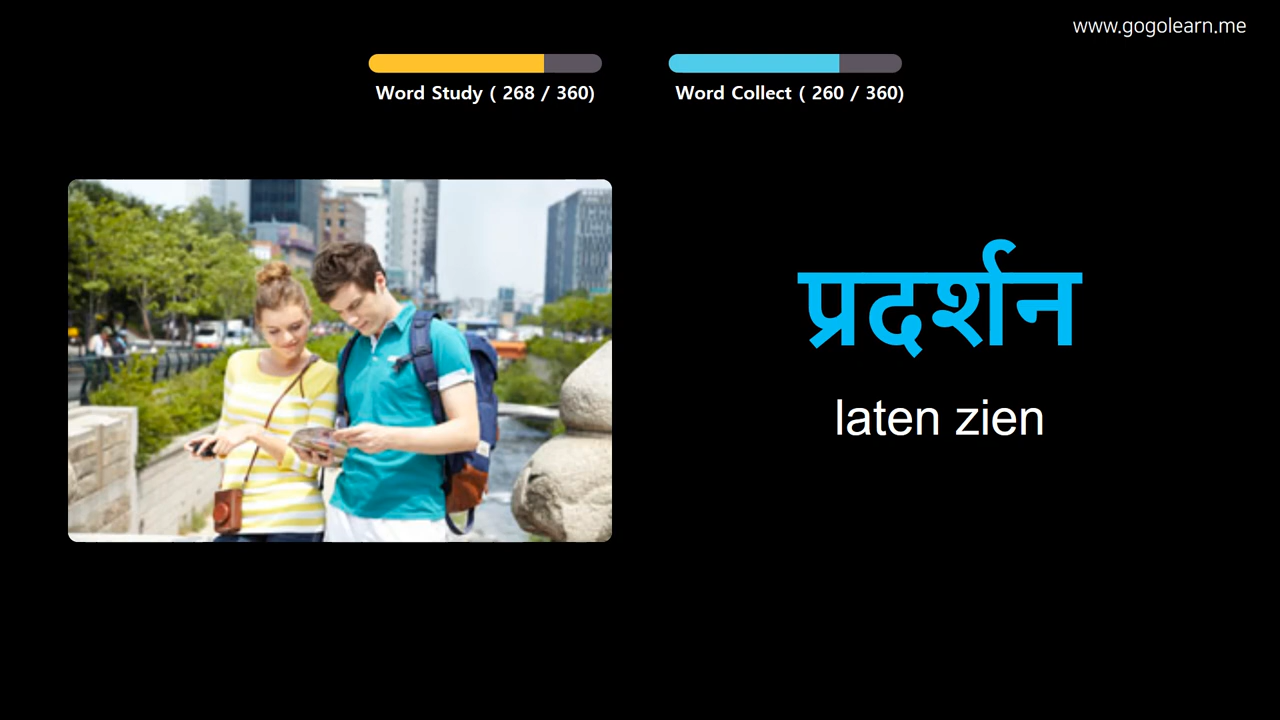 www.gogolearn.me
Word Study ( 268 / 360)
Word Collect ( 260 / 360)
प्रदर्शन
laten zien